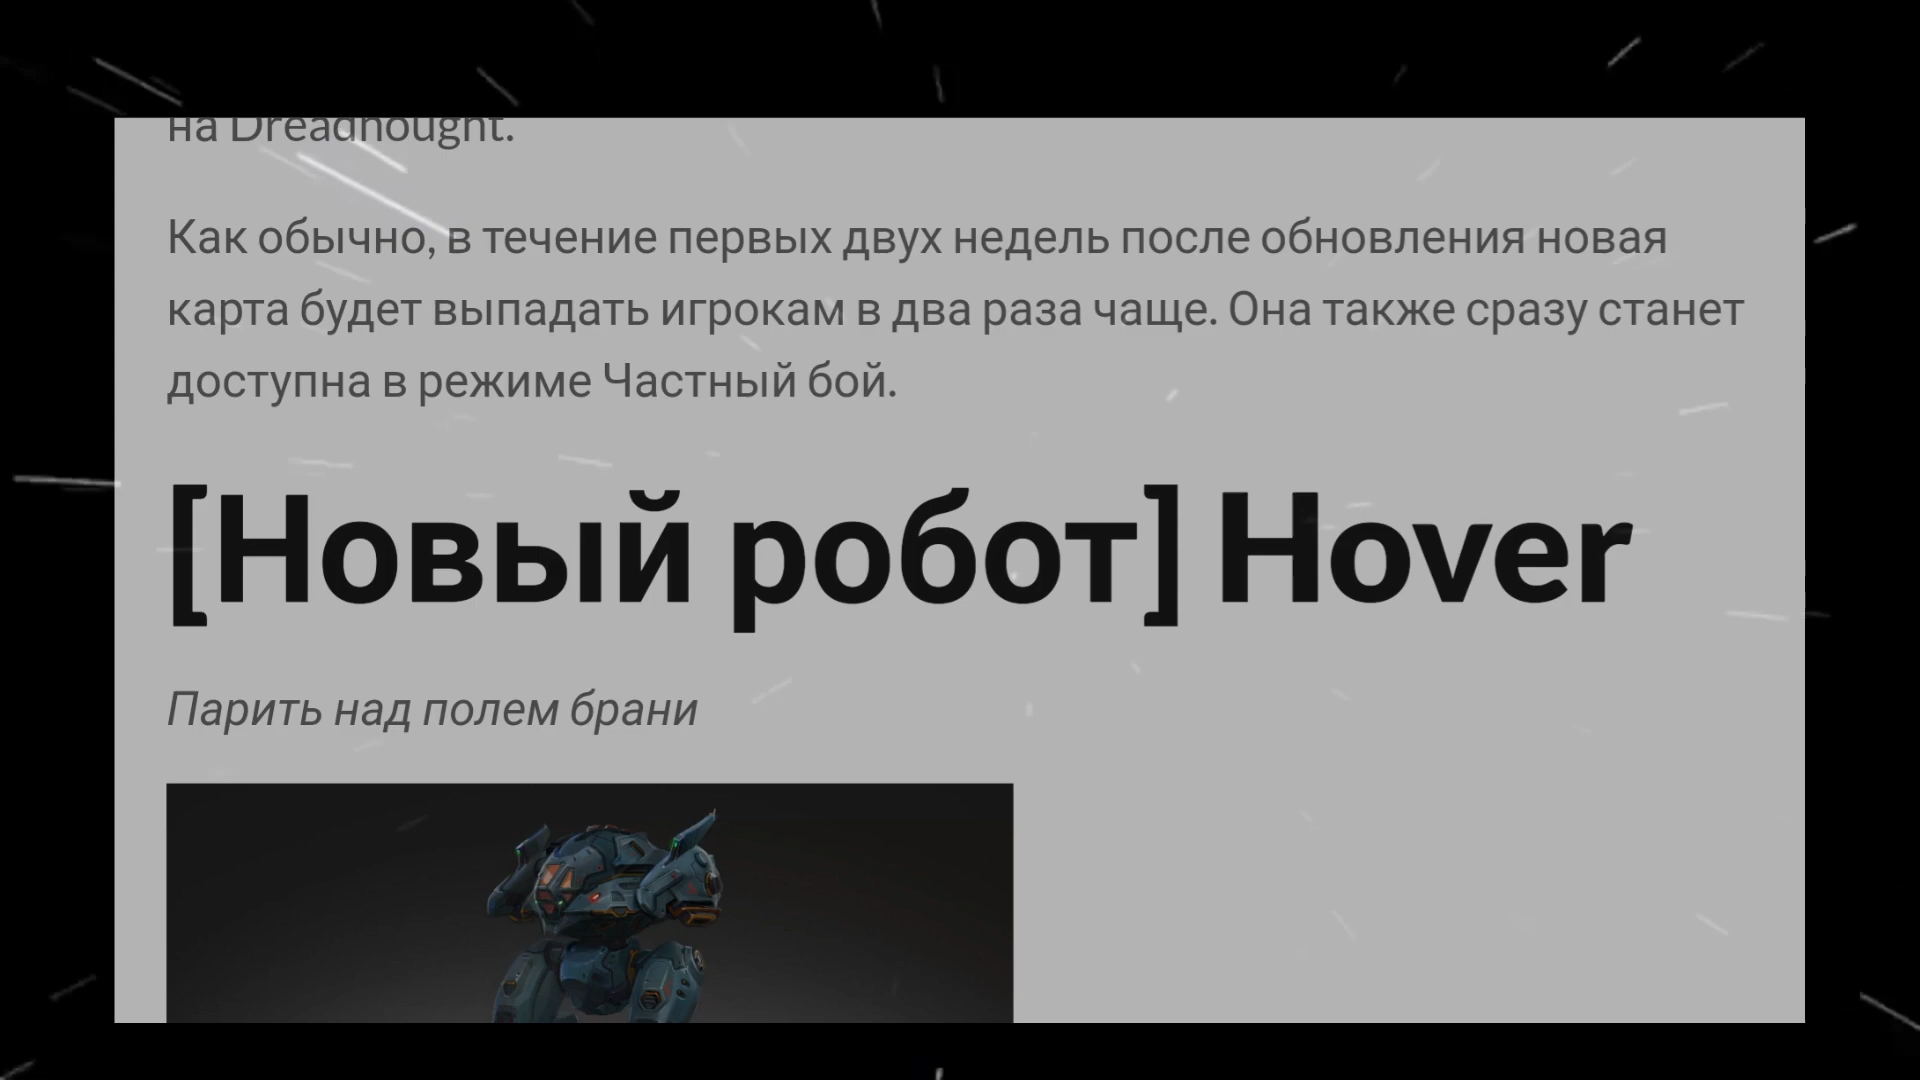 на Dreadnought.
Как обычно, в течение первых двух недель после обновления новая
карта будет выпадать игрокам в два раза чаще. Она также сразу станет
доступна в режиме Частный бой.
[Новый робот] Hover
Парить над полем брани